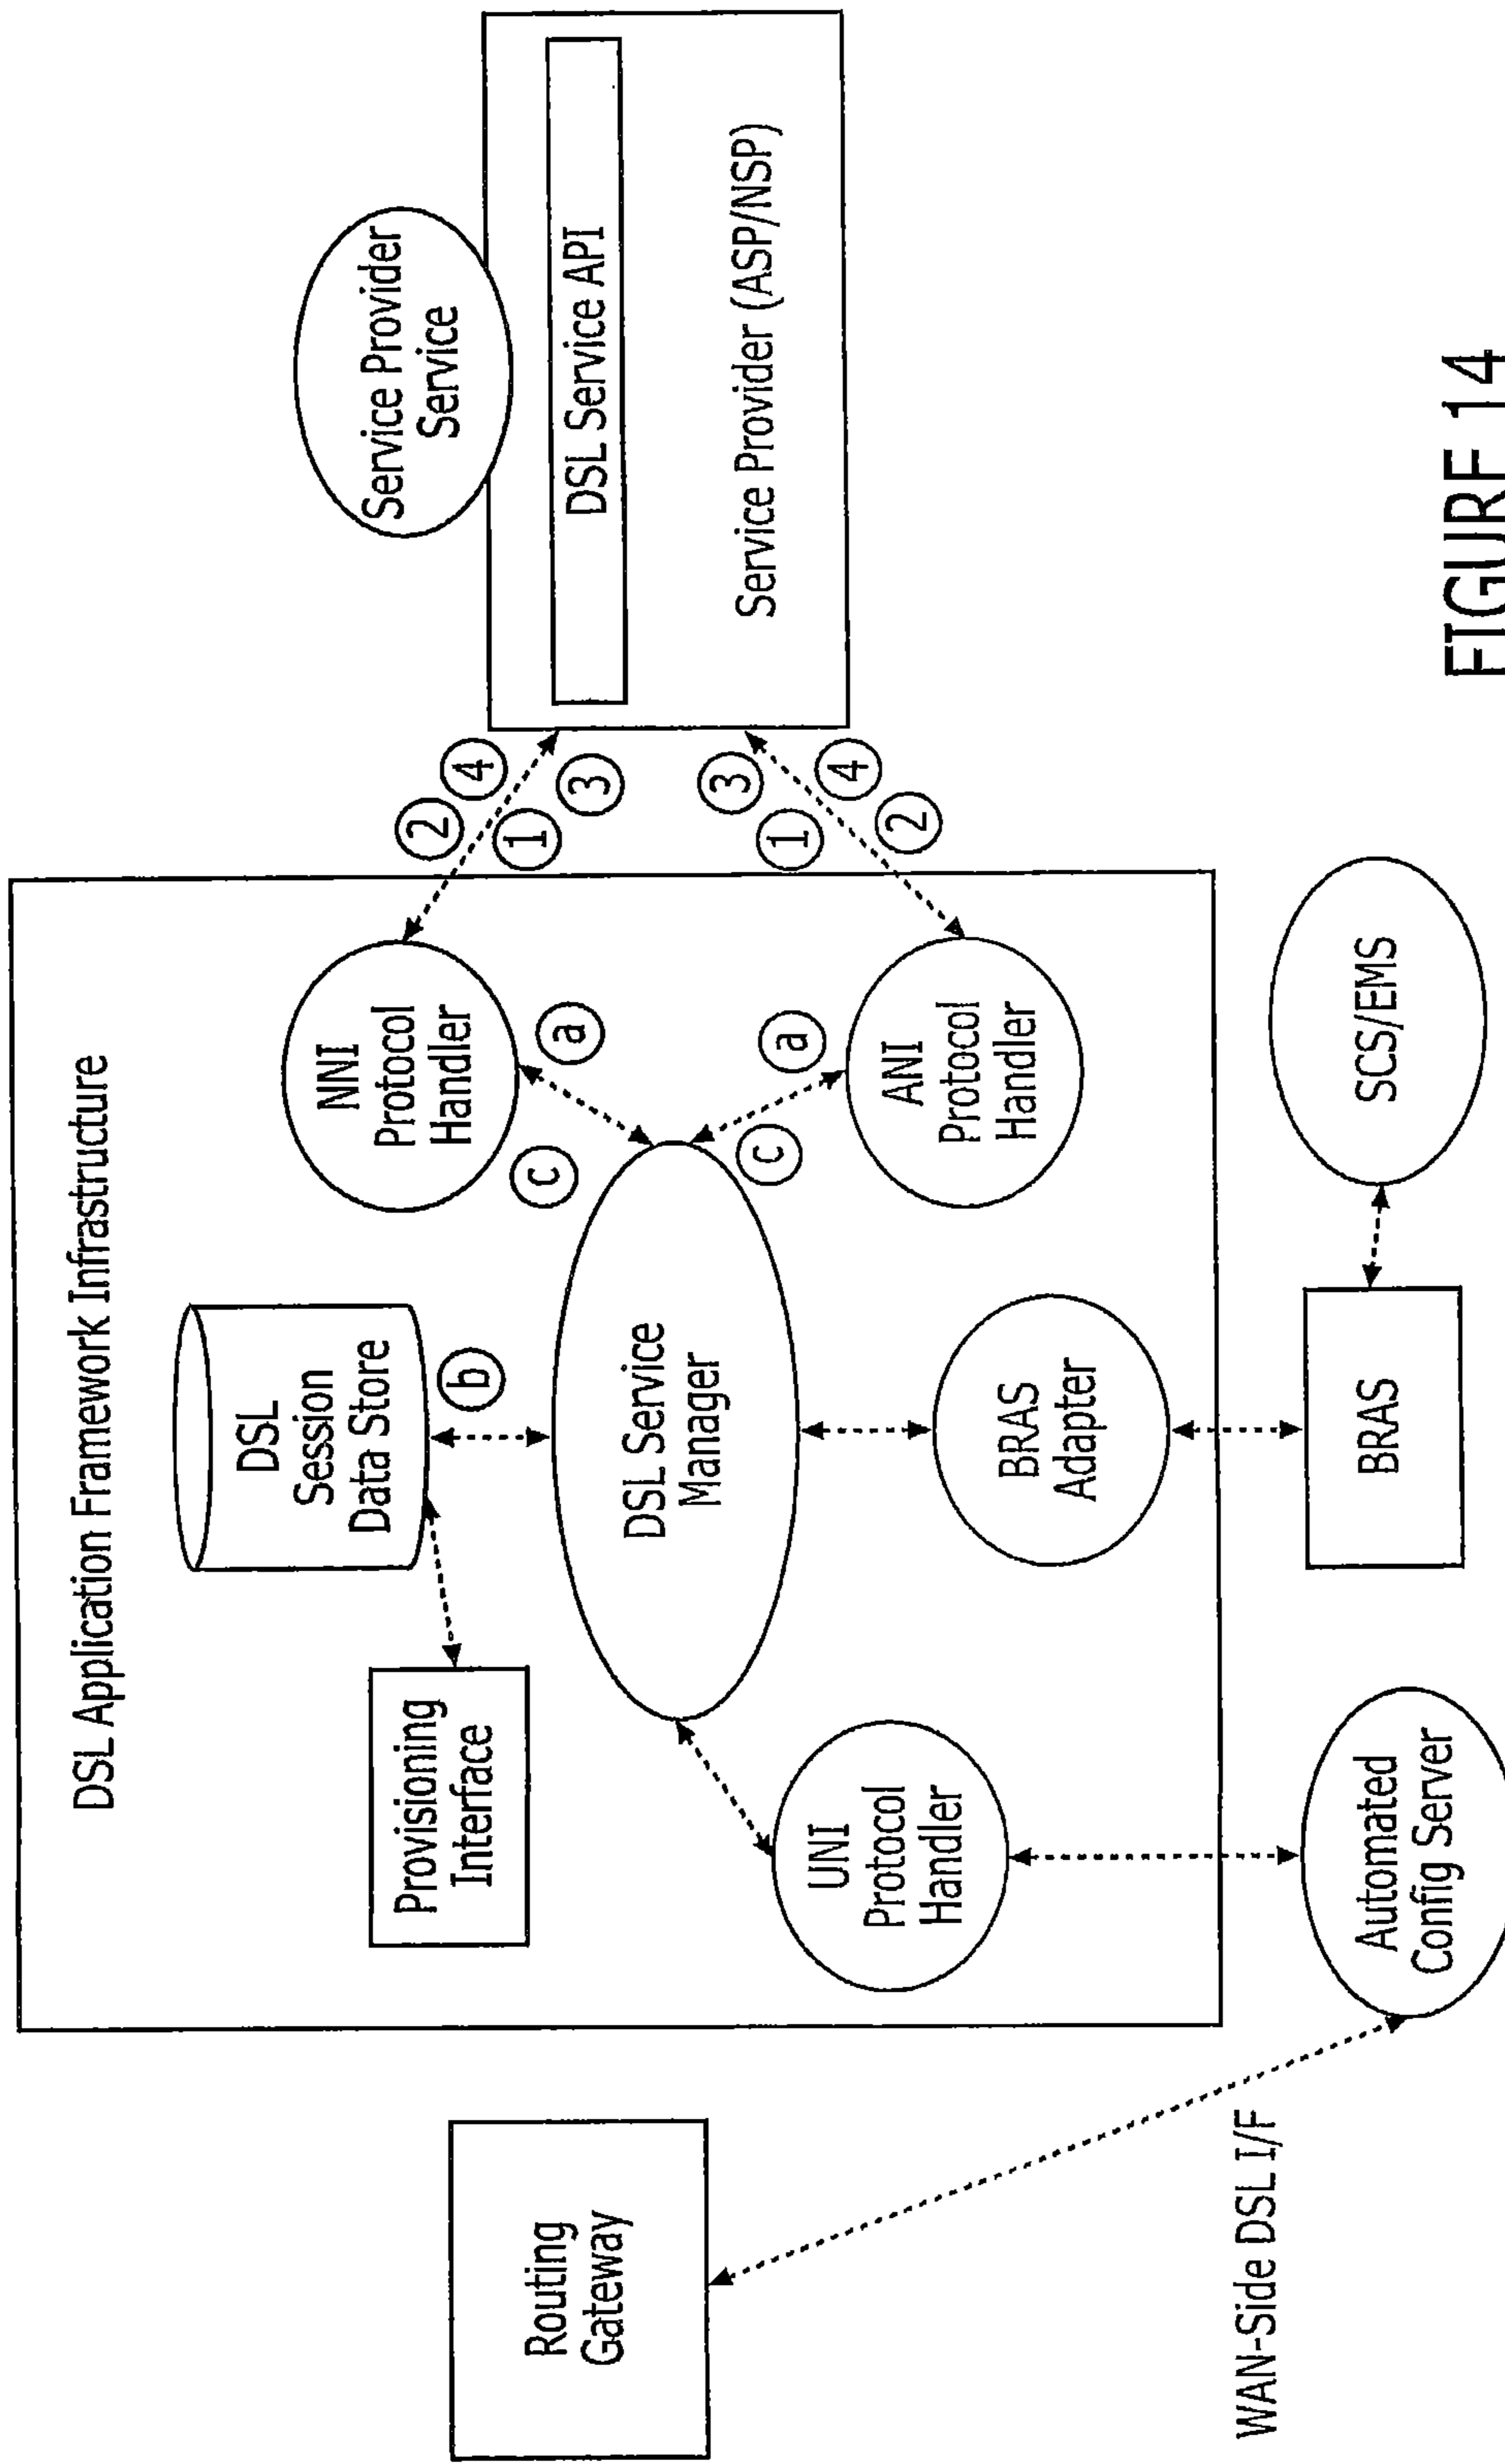 DSL Application Framework Infrastructure
Routing
Gateway
WAN-Side DSL I/F
Provisioning
Interface
DSL
Session
Data Store
b
DSL Service
Manager
UNI
Protocol
Handler
BRAS
Adapter
NNI
Protocol
Handler
c
a
c
a
ANI
Protocol
Handler
Automated
Config Server
BRAS
SCS/EMS
2
4
1
3
1
3
2
4
Service Provider
Service
DSL Service API
Service Provider (ASP/NSP)
FIGURE 14